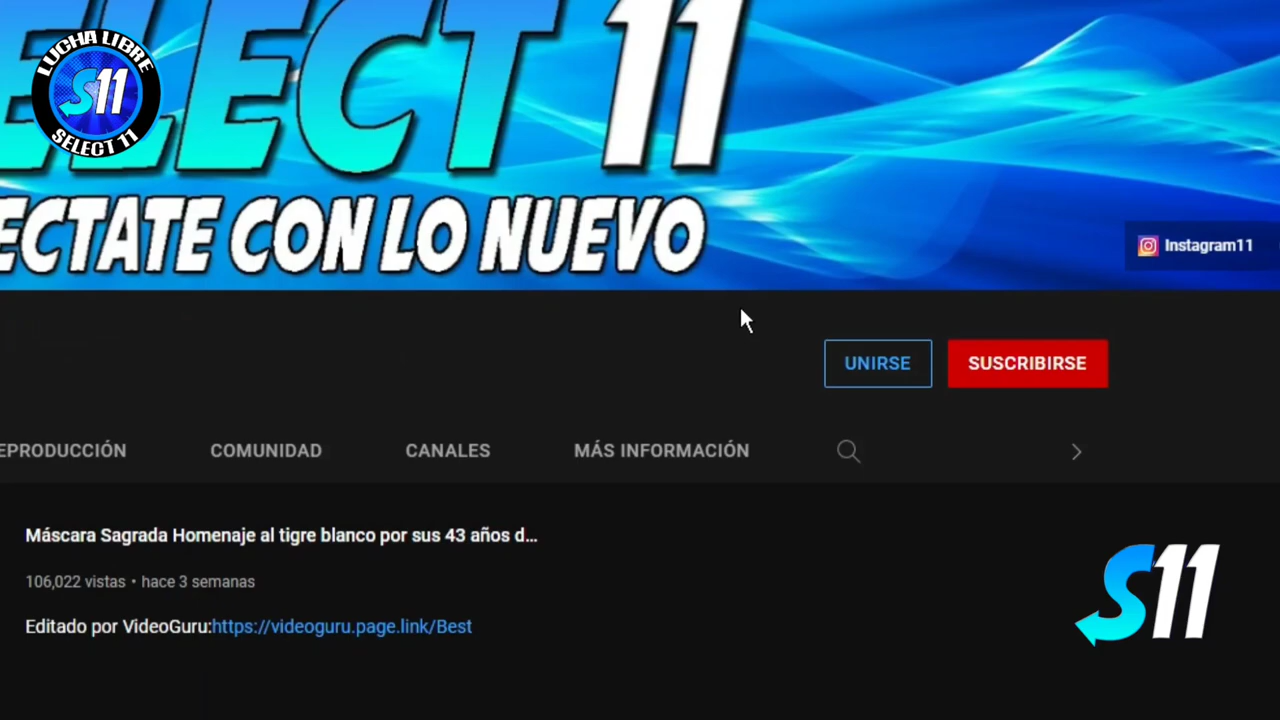 ELECT 11
LUCHA LIBRE
S11
SELECT 11
ECTATE CON LO NUEVO
Instagram11
UNIRSE
SUSCRIBIRSE
EPRODUCCIÓN
COMUNIDAD
CANALES
MÁS INFORMACIÓN
Máscara Sagrada Homenaje al tigre blanco por sus 43 años d...
106,022 vistas • hace 3 semanas
Editado por VideoGuru:https://videoguru.page.link/Best
S11